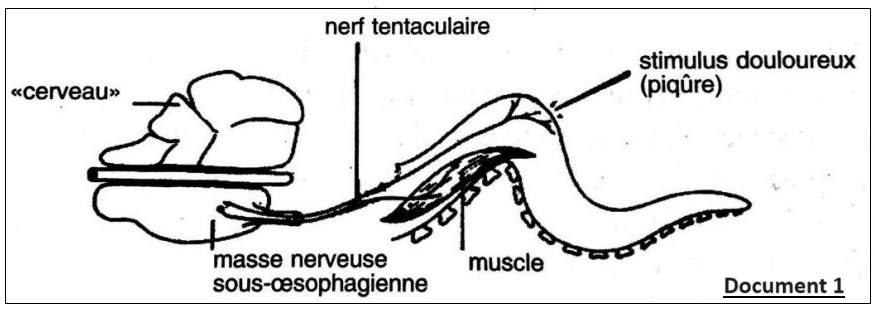 nerf tentaculaire
stimulus douloureux
(piqûre)
«cerveau»
masse nerveuse
sous-œsophagienne
muscle
Document 1